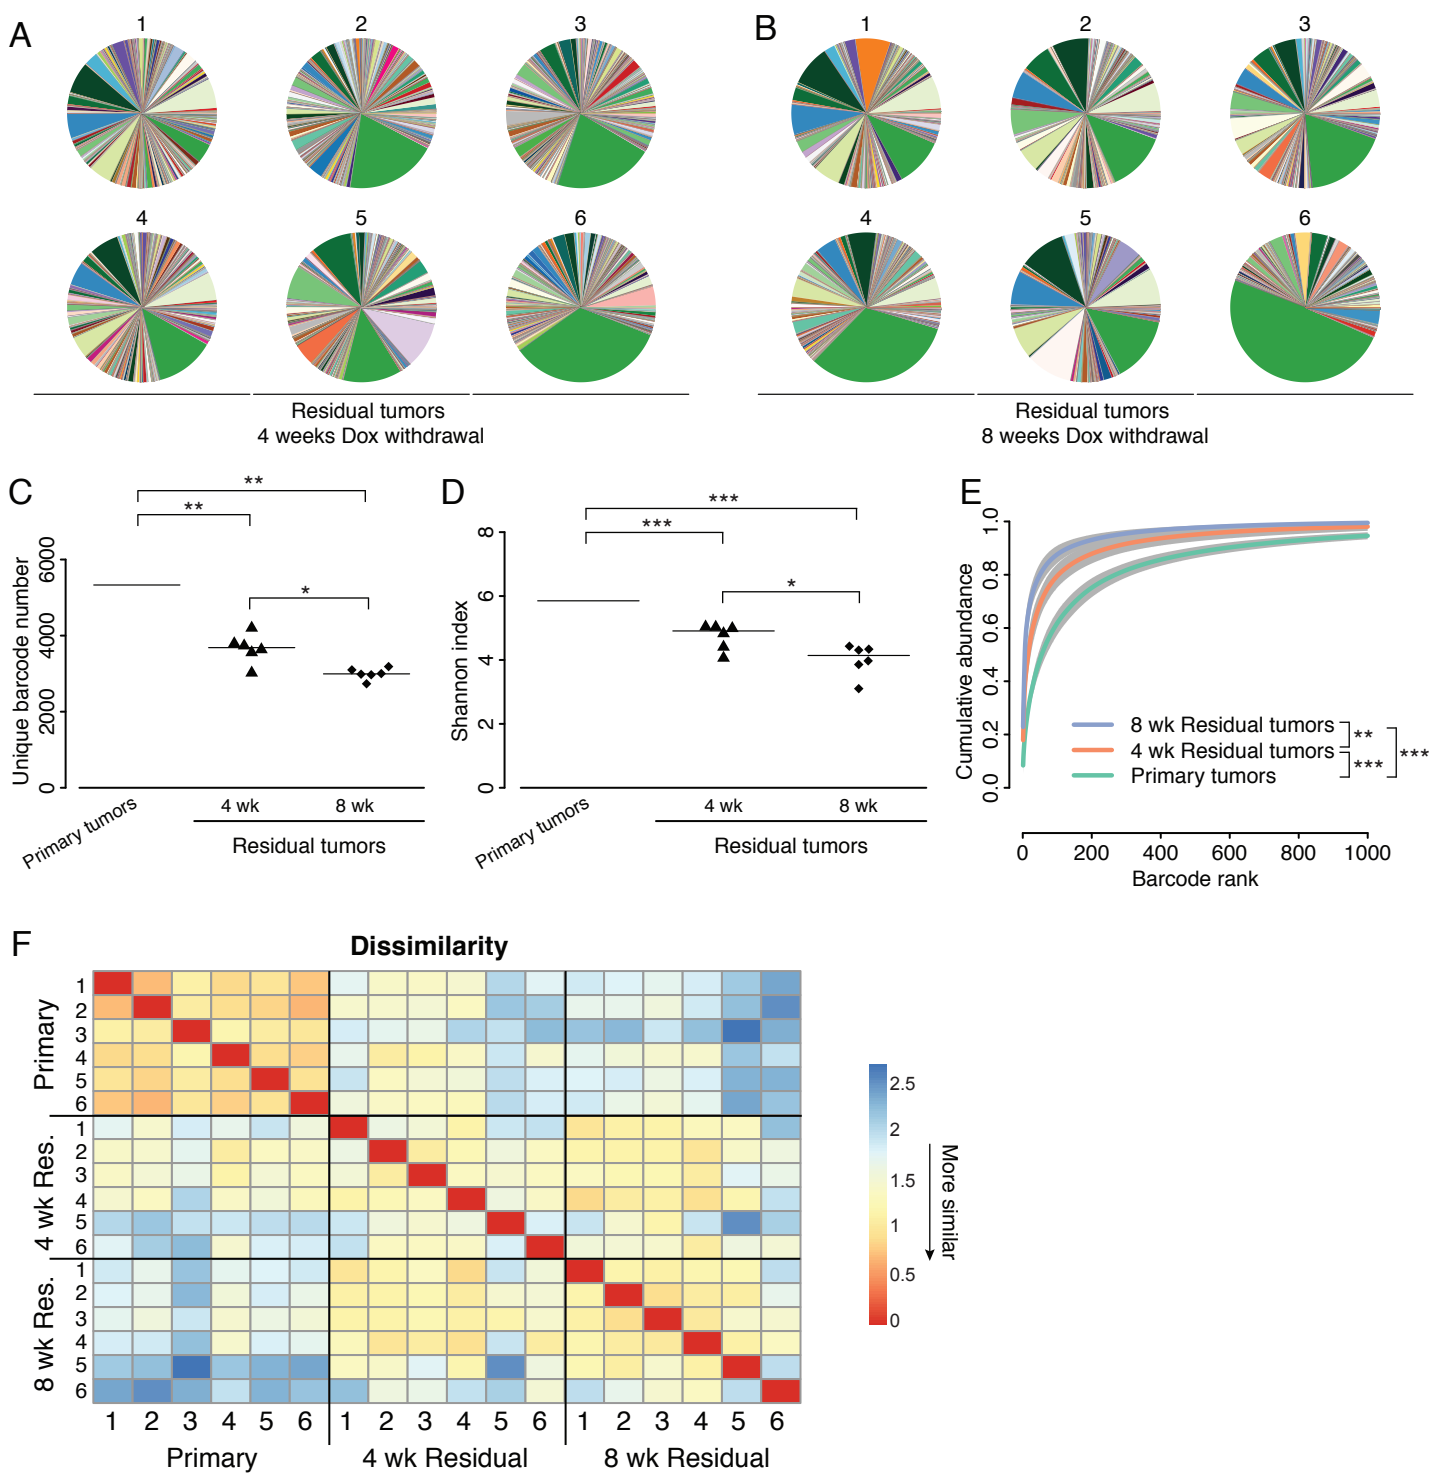 A
1 2 3
4 5 6
Residual tumors
4 weeks Dox withdrawal
B
1 2 3
4 5 6
Residual tumors
8 weeks Dox withdrawal
C
**
**
*
Unique barcode number
6000
4000
2000
0
Primary tumors
4 wk 8 wk
Residual tumors
D
***
***
*
Shannon index
8
6
4
2
0
Primary tumors
4 wk 8 wk
Residual tumors
E
Cumulative abundance
1.0
0.8
0.6
0.4
0.2
0.0
8 wk Residual tumors
4 wk Residual tumors
Primary tumors
**
***
***
0 200 400 600 800 1000
Barcode rank
F
Dissimilarity
Primary
1
2
3
4
5
6
4 wk Res.
1
2
3
4
5
6
8 wk Res.
1
2
3
4
5
6
1 2 3 4 5 6 1 2 3 4 5 6 1 2 3 4 5 6
Primary 4 wk Residual 8 wk Residual
2.5
2
1.5
1
0.5
0
More similar